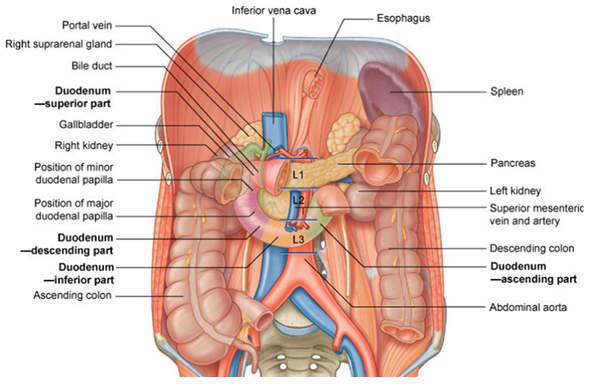 Inferior vena cava
Esophagus
Portal vein
Right suprarenal gland
Bile duct
Duodenum
—superior part
Gallbladder
Right kidney
Position of minor
duodenal papilla
Position of major
duodenal papilla
Duodenum
—descending part
Duodenum
—inferior part
Ascending colon
L1
L2
L3
Spleen
Pancreas
Left kidney
Superior mesenteric
vein and artery
Descending colon
Duodenum
—ascending part
Abdominal aorta